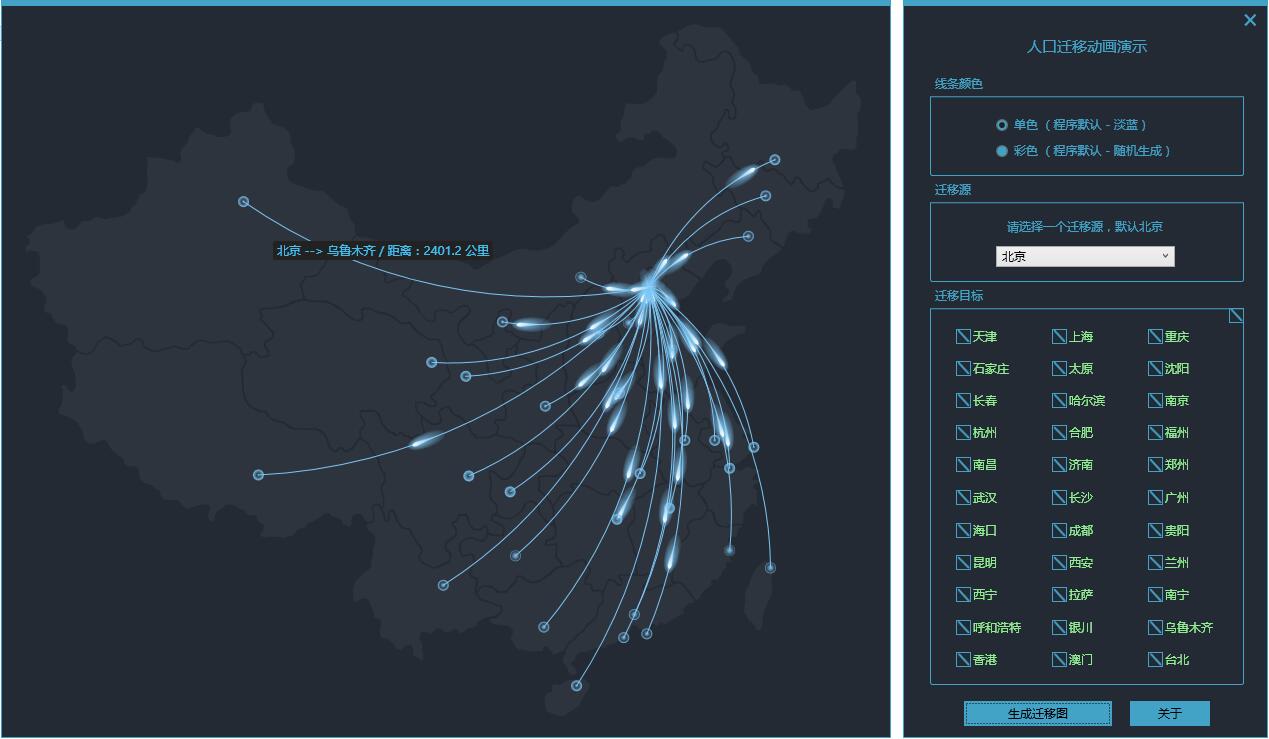 北京 --> 乌鲁木齐 / 距离：2401.2 公里
人口迁移动画演示
线条颜色
单色（程序默认 - 淡蓝）
彩色（程序默认 - 随机生成）
迁移源
请选择一个迁移源，默认北京
北京
迁移目标
天津 上海 重庆
石家庄 太原 沈阳
长春 哈尔滨 南京
杭州 合肥 福州
南昌 济南 郑州
武汉 长沙 广州
海口 成都 贵阳
昆明 西安 兰州
西宁 拉萨 南宁
呼和浩特 银川 乌鲁木齐
香港 澳门 台北
生成迁移图 关于